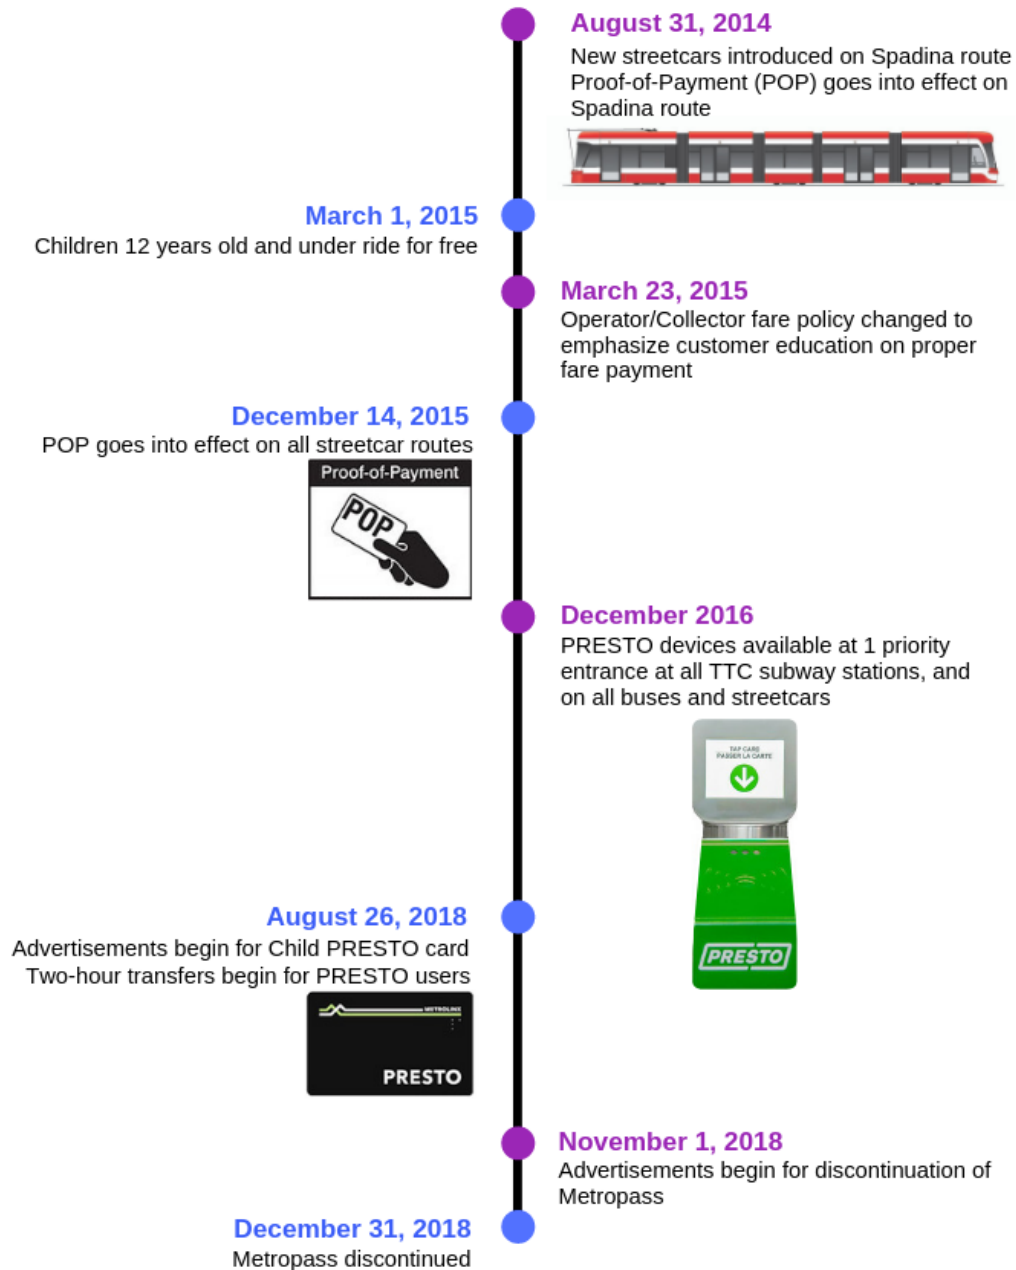 August 31, 2014
New streetcars introduced on Spadina route
Proof-of-Payment (POP) goes into effect on
Spadina route
March 1, 2015
Children 12 years old and under ride for free
March 23, 2015
Operator/Collector fare policy changed to
emphasize customer education on proper
fare payment
December 14, 2015
POP goes into effect on all streetcar routes
Proof-of-Payment
POP
December 2016
PRESTO devices available at 1 priority
entrance at all TTC subway stations, and
on all buses and streetcars
TAP CARD
PASSER LA CARTE
PRESTO
August 26, 2018
Advertisements begin for Child PRESTO card
Two-hour transfers begin for PRESTO users
METROLINX
PRESTO
November 1, 2018
Advertisements begin for discontinuation of
Metropass
December 31, 2018
Metropass discontinued